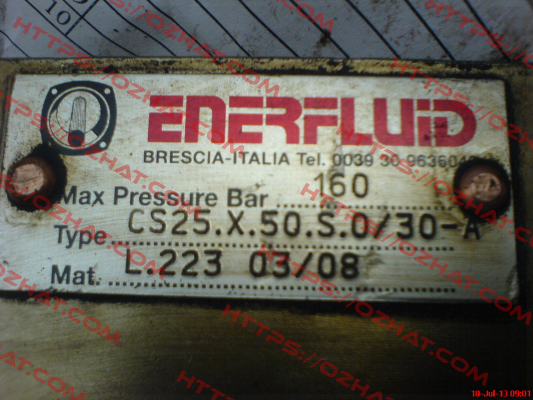 10
ENERFLUID
BRESCIA-ITALIA Tel. 0039 30 963604
Max Pressure Bar 160
Type CS25.X.50.S.0/30-A
Mat. L.223 03/08
HTTPS://OZHAT.COM
10-Jul-13 09:01